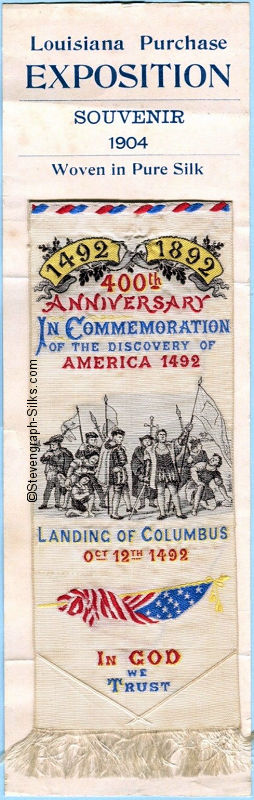 Louisiana Purchase
EXPOSITION
SOUVENIR
1904
Woven in Pure Silk
1492 1892
400th
ANNIVERSARY
IN COMMEMORATION
OF THE DISCOVERY OF
AMERICA 1492
©Stevengraph-Silks.com
LANDING OF COLUMBUS
OCT 12TH 1492
IN GOD
WE
TRUST